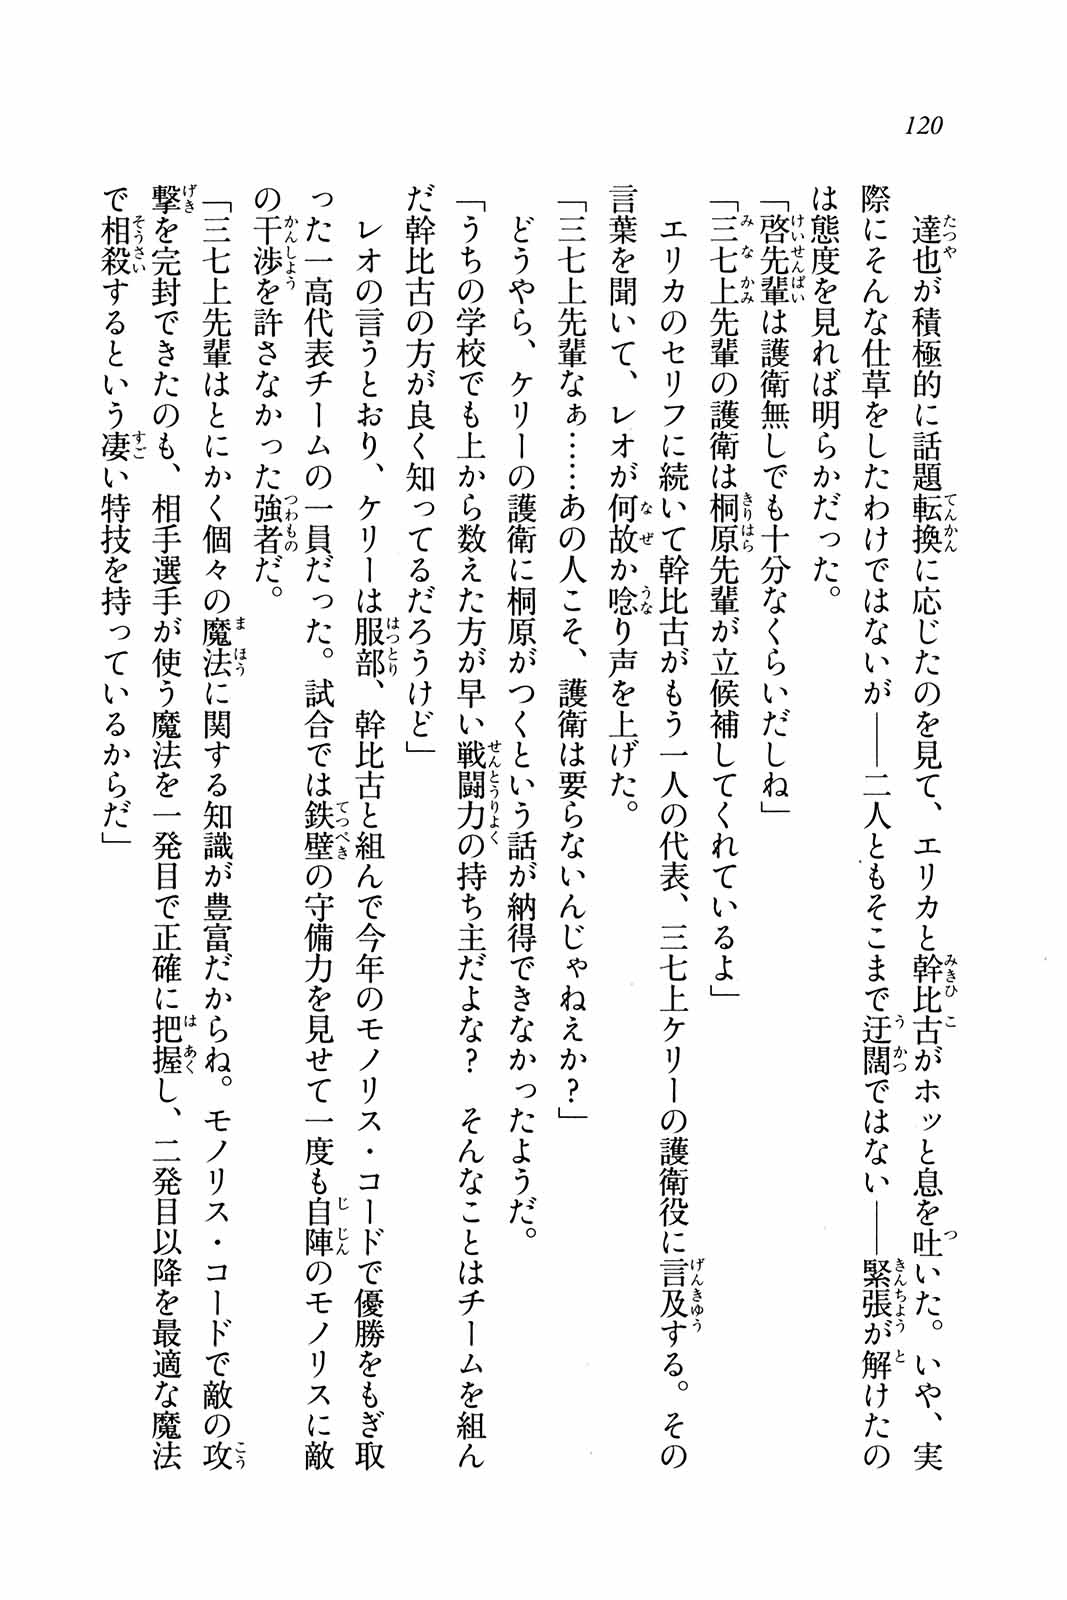 120
達也が積極的に話題転換に応じたのを見て、エリカと幹比古がホッと息を吐いた。いや、実
際にそんな仕草をしたわけではないが――二人ともそこまで迂闊ではない――緊張が解けたの
は態度を見れば明らかだった。
「啓先輩は護衛無しでも十分なくらいだしね」
「三七上先輩の護衛は桐原先輩が立候補してくれているよ」
エリカのセリフに続いて幹比古がもう一人の代表、三七上ケリーの護衛役に言及する。その
言葉を聞いて、レオが何故か唸り声を上げた。
「三七上先輩なぁ……あの人こそ、護衛は要らないんじゃねえか？」
どうやら、ケリーの護衛に桐原がつくという話が納得できなかったようだ。
「うちの学校でも上から数えた方が早い戦闘力の持ち主だよな？　そんなことはチームを組ん
だ幹比古の方が良く知ってるだろうけど」
レオの言うとおり、ケリーは服部、幹比古と組んで今年のモノリス・コードで優勝をもぎ取
った一高代表チームの一員だった。試合では鉄壁の守備力を見せて一度も自陣のモノリスに敵
の干渉を許さなかった強者だ。
「三七上先輩はとにかく個々の魔法に関する知識が豊富だからね。モノリス・コードで敵の攻
撃を完封できたのも、相手選手が使う魔法を一発目で正確に把握し、二発目以降を最適な魔法
で相殺するという凄い特技を持っているからだ」